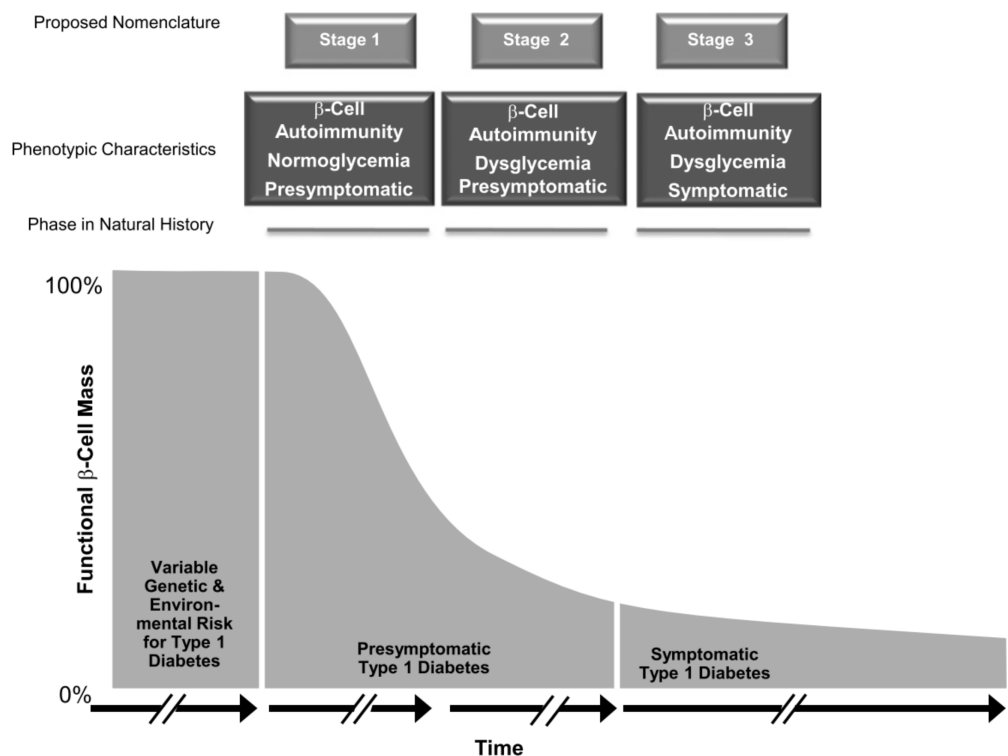 Proposed Nomenclature
Stage 1
Stage 2
Stage 3
Phenotypic Characteristics
β-Cell
Autoimmunity
Normoglycemia
Presymptomatic
β-Cell
Autoimmunity
Dysglycemia
Presymptomatic
β-Cell
Autoimmunity
Dysglycemia
Symptomatic
Phase in Natural History
100%
Functional β-Cell Mass
0%
Variable
Genetic &
Environ-
mental Risk
for Type 1
Diabetes
Presymptomatic
Type 1 Diabetes
Symptomatic
Type 1 Diabetes
Time